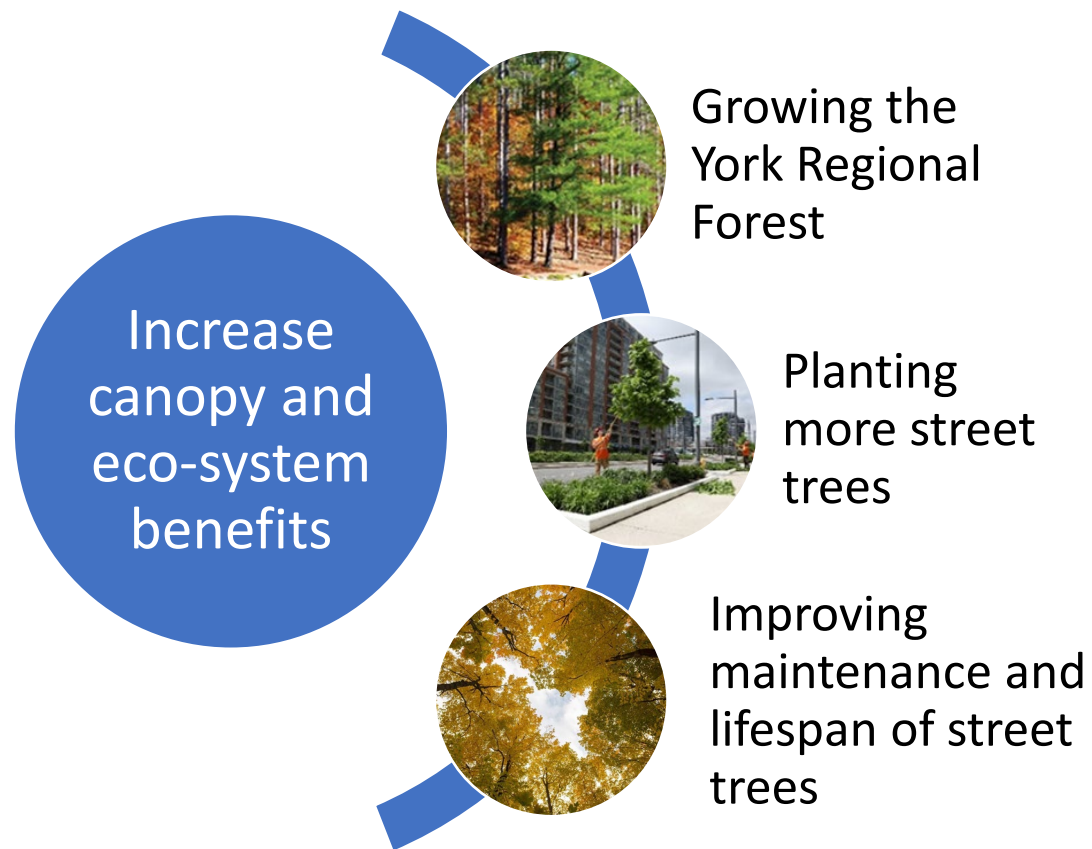 Increase
canopy and
eco-system
benefits
Growing the
York Regional
Forest
Planting
more street
trees
Improving
maintenance and
lifespan of street
trees